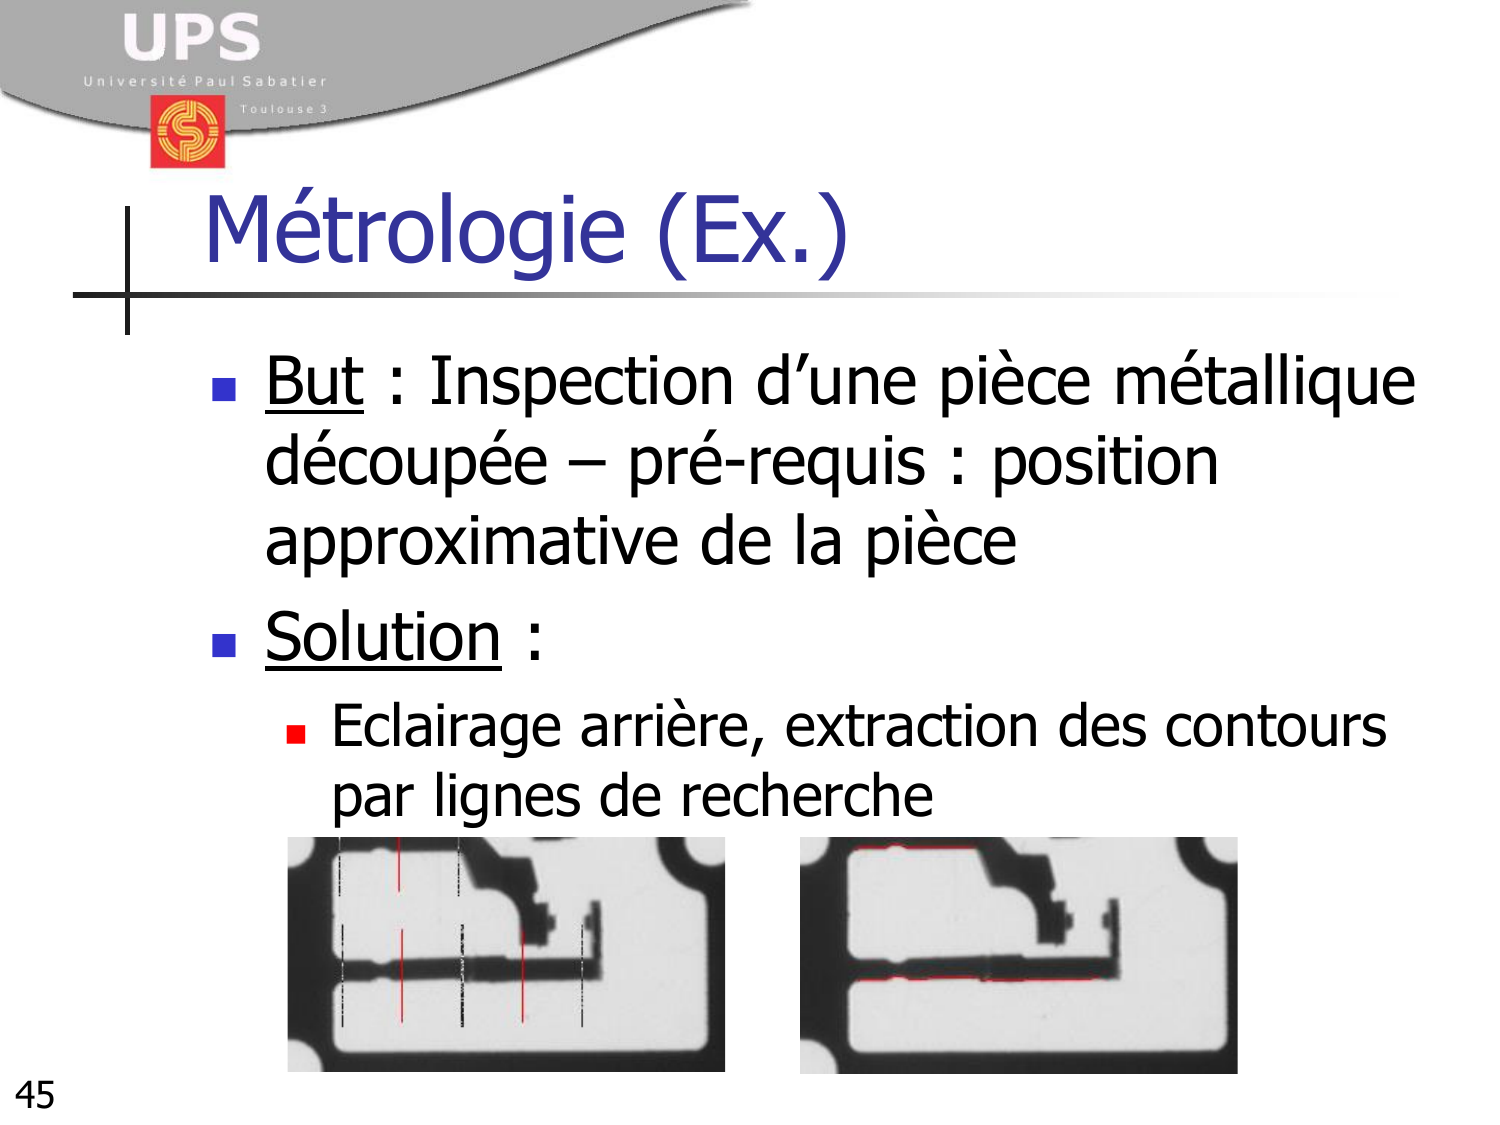 UPS
Université Paul Sabatier
Toulouse 3
Métrologie (Ex.)
But : Inspection d’une pièce métallique
découpée – pré-requis : position
approximative de la pièce
Solution :
Eclairage arrière, extraction des contours
par lignes de recherche
45